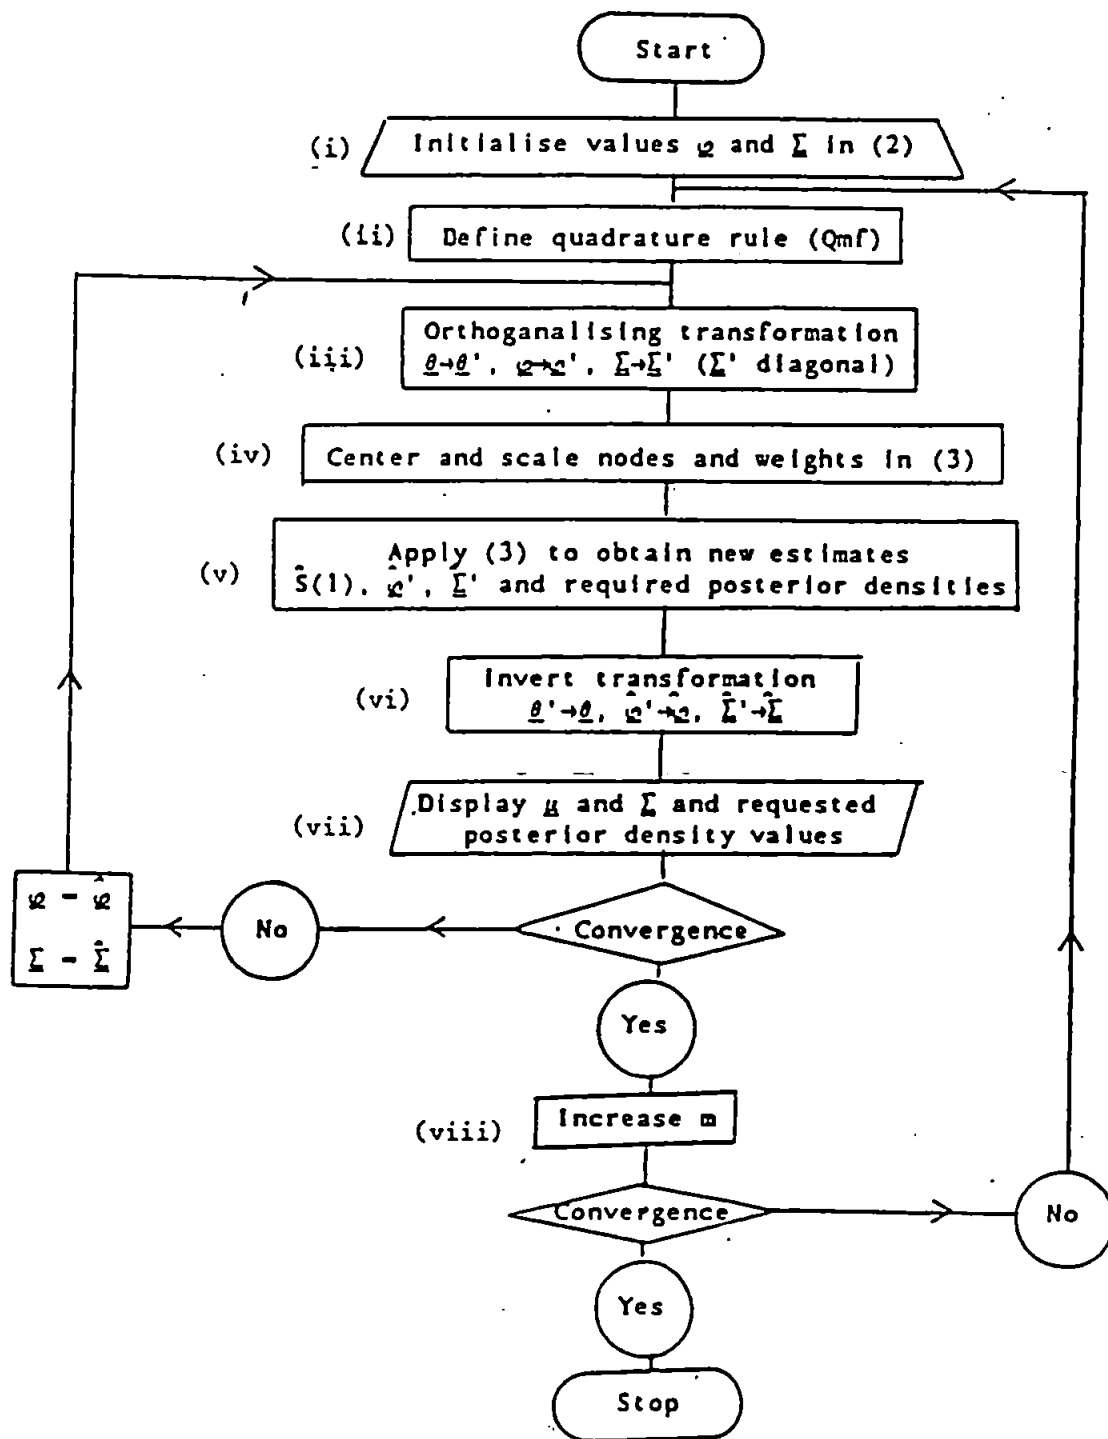 Start
(i) Initialise values φ and Σ in (2)
(ii) Define quadrature rule (Qmf)
(iii) Orthoganalising transformation
θ→θ', φ→φ', Σ→Σ' (Σ' diagonal)
(iv) Center and scale nodes and weights in (3)
(v) Apply (3) to obtain new estimates
Ŝ(1), φ̂', Σ̂' and required posterior densities
(vi) Invert transformation
θ'→θ, φ̂'→φ̂, Σ̂'→Σ̂
(vii) Display μ and Σ and requested
posterior density values
Convergence
No
φ - φ̂
Σ - Σ̂
Yes
(viii) Increase m
Convergence
No
Yes
Stop